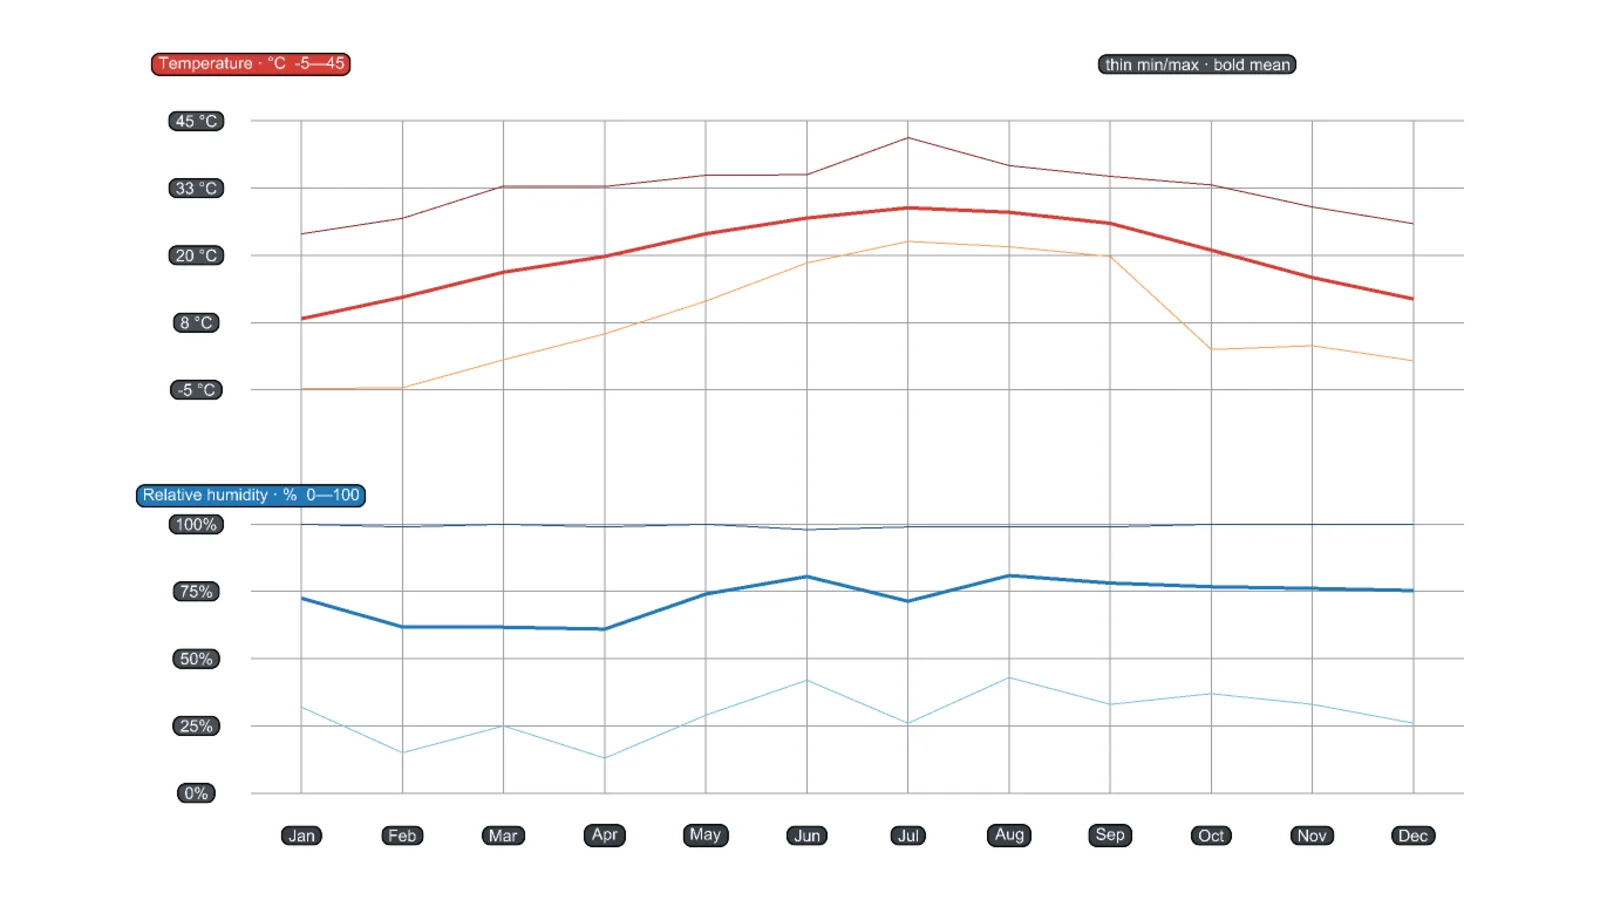 Temperature · °C -5—45
thin min/max · bold mean
45 °C
33 °C
20 °C
8 °C
-5 °C
Relative humidity · % 0—100
100%
75%
50%
25%
0%
Jan Feb Mar Apr May Jun Jul Aug Sep Oct Nov Dec